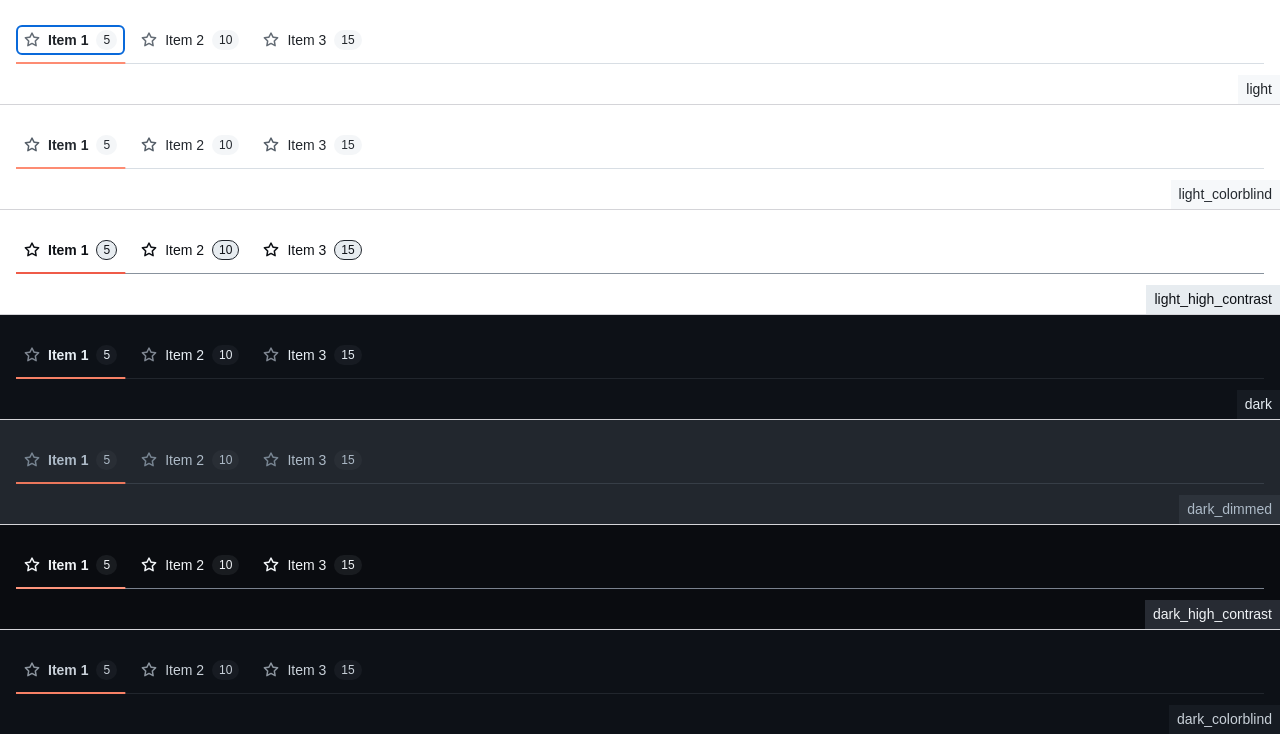 Item 1 5 Item 2 10 Item 3 15
light
Item 1 5 Item 2 10 Item 3 15
light_colorblind
Item 1 5 Item 2 10 Item 3 15
light_high_contrast
Item 1 5 Item 2 10 Item 3 15
dark
Item 1 5 Item 2 10 Item 3 15
dark_dimmed
Item 1 5 Item 2 10 Item 3 15
dark_high_contrast
Item 1 5 Item 2 10 Item 3 15
dark_colorblind